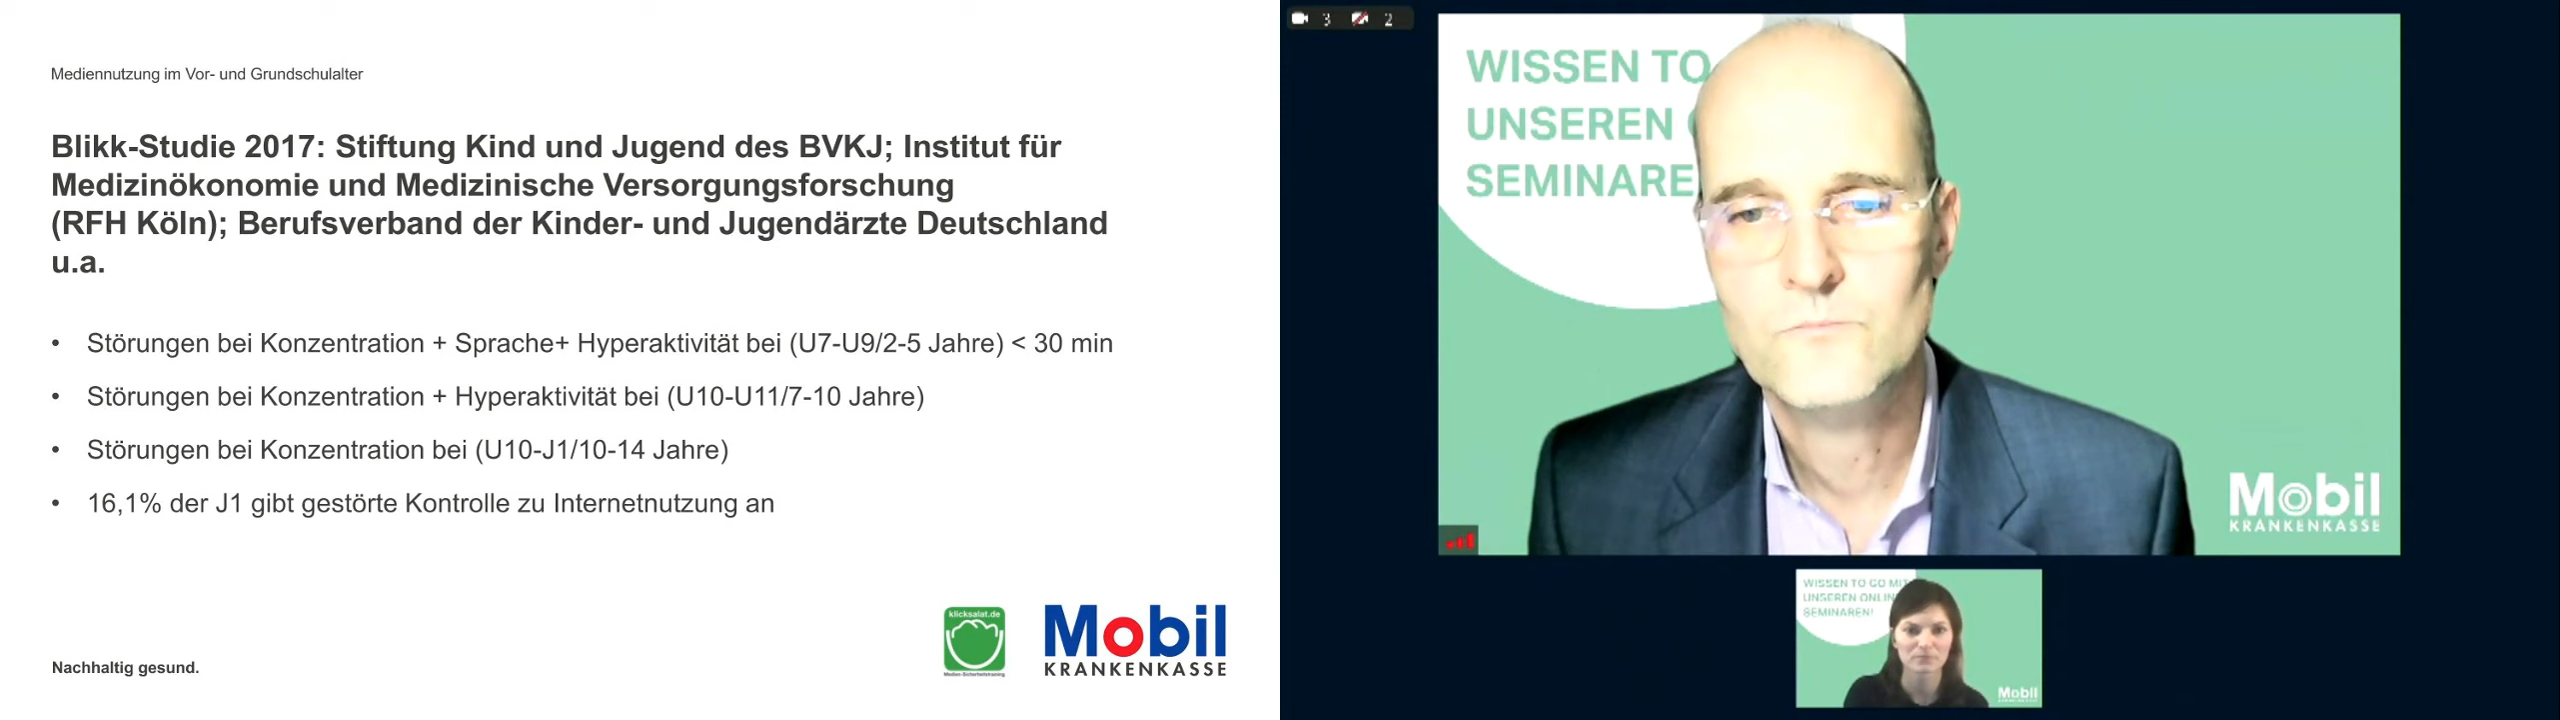 Mediennutzung im Vor- und Grundschulalter
Blikk-Studie 2017: Stiftung Kind und Jugend des BVKJ; Institut für
Medizinökonomie und Medizinische Versorgungsforschung
(RFH Köln); Berufsverband der Kinder- und Jugendärzte Deutschland
u.a.
• Störungen bei Konzentration + Sprache+ Hyperaktivität bei (U7-U9/2-5 Jahre) < 30 min
• Störungen bei Konzentration + Hyperaktivität bei (U10-U11/7-10 Jahre)
• Störungen bei Konzentration bei (U10-J1/10-14 Jahre)
• 16,1% der J1 gibt gestörte Kontrolle zu Internetnutzung an
klicksalat.de
Medien-Sicherheitstraining
Mobil
KRANKENKASSE
Nachhaltig gesund.
3 2
WISSEN TO
UNSEREN
SEMINARE
Mobil
KRANKENKASSE
WISSEN TO GO MIT
UNSEREN ONLIN
SEMINAREN!
Mobil
KRANKENKASSE